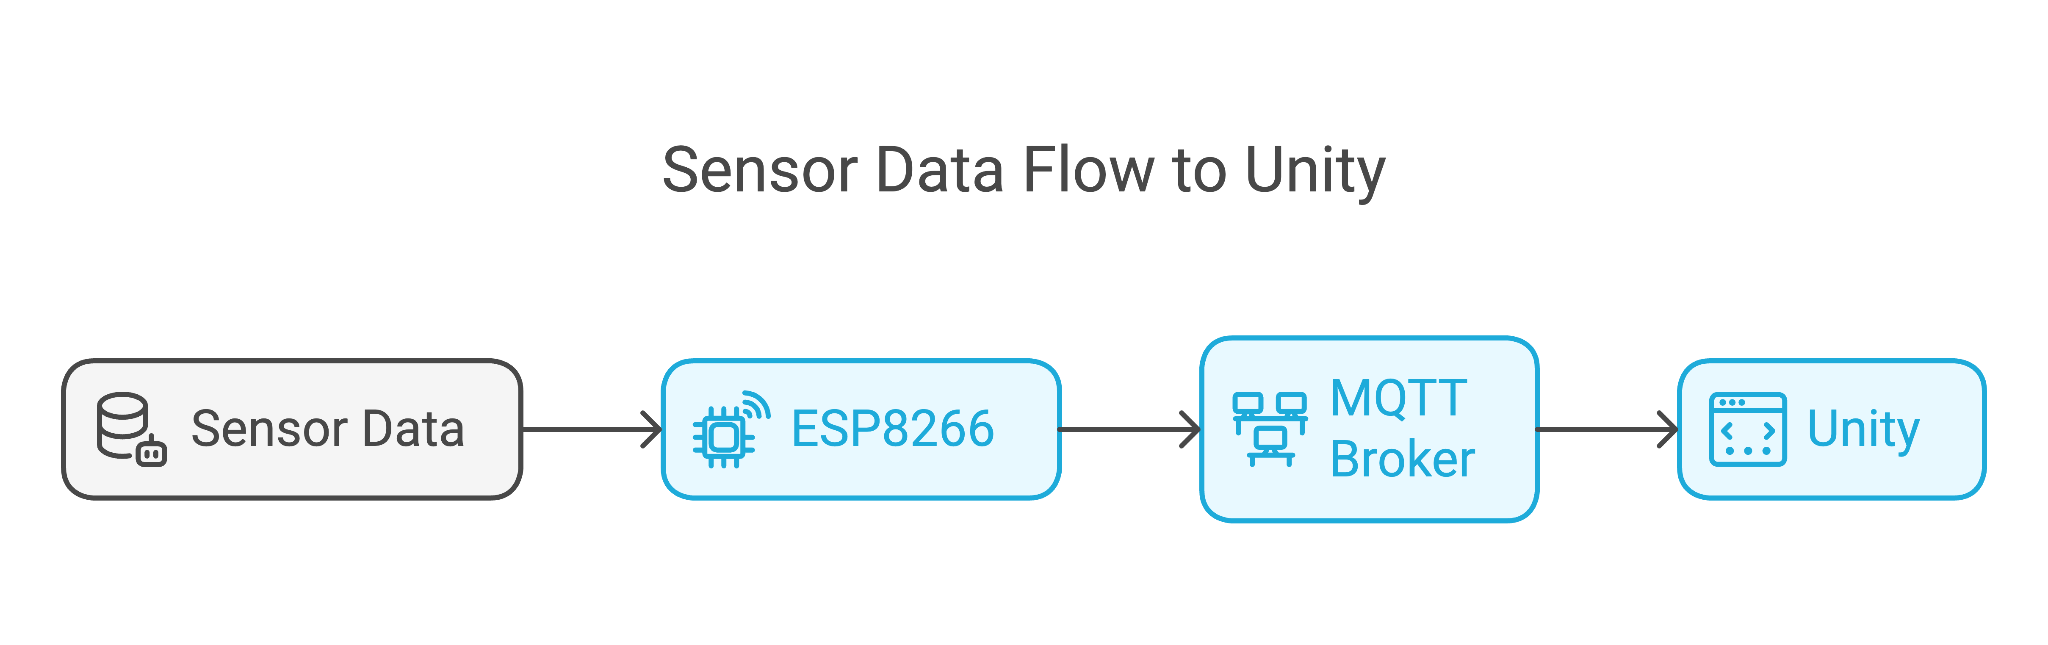 Sensor Data Flow to Unity
Sensor Data
ESP8266
MQTT
Broker
Unity